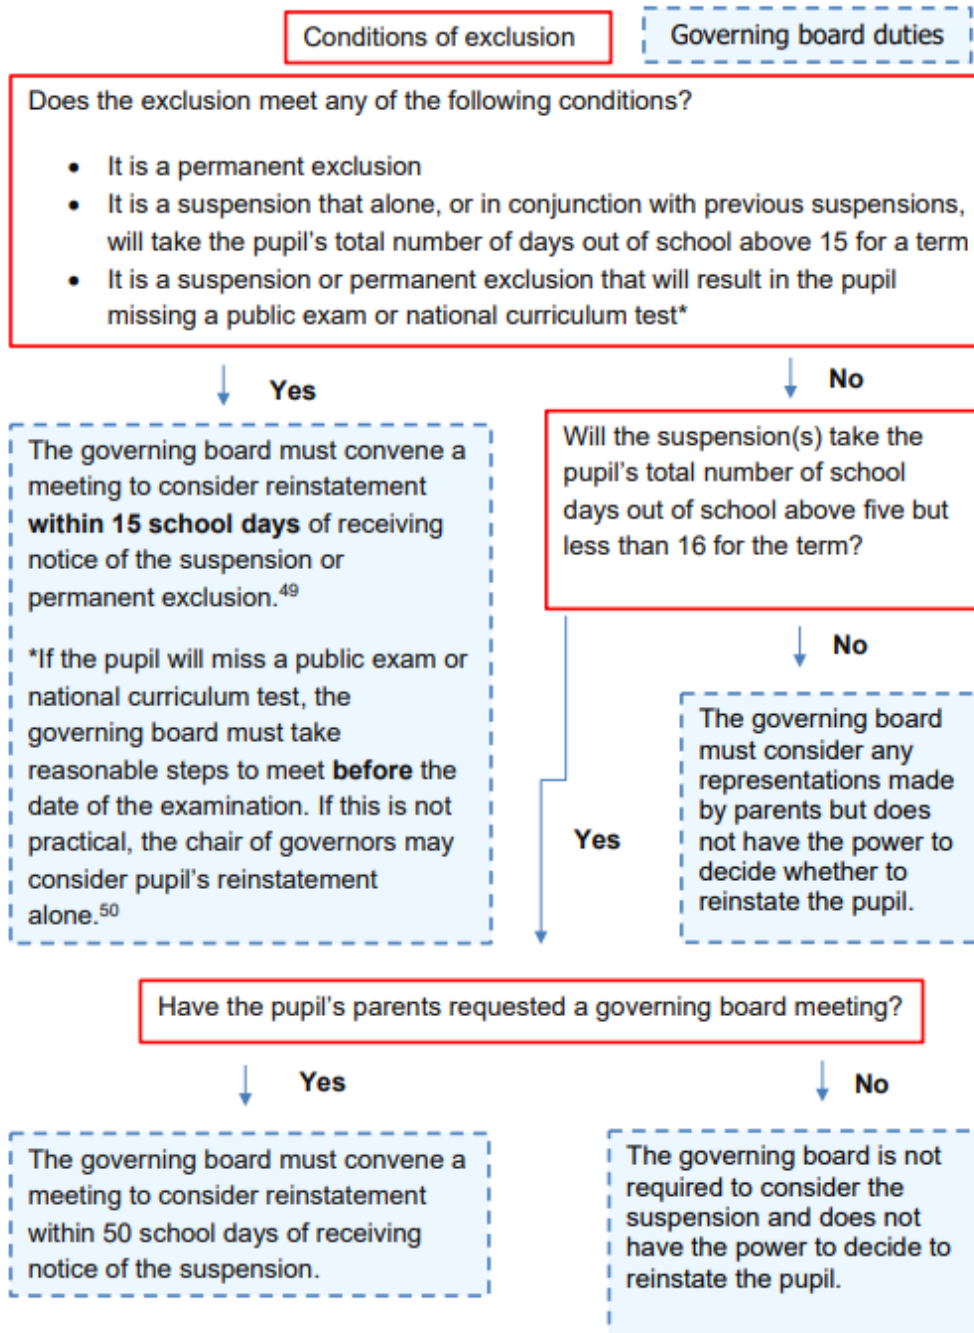 Conditions of exclusion
Governing board duties
Does the exclusion meet any of the following conditions?
• It is a permanent exclusion
• It is a suspension that alone, or in conjunction with previous suspensions,
will take the pupil's total number of days out of school above 15 for a term
• It is a suspension or permanent exclusion that will result in the pupil
missing a public exam or national curriculum test*
Yes
No
The governing board must convene a
meeting to consider reinstatement
within 15 school days of receiving
notice of the suspension or
permanent exclusion.49
*If the pupil will miss a public exam or
national curriculum test, the
governing board must take
reasonable steps to meet before the
date of the examination. If this is not
practical, the chair of governors may
consider pupil's reinstatement
alone.50
Will the suspension(s) take the
pupil's total number of school
days out of school above five but
less than 16 for the term?
No
Yes
The governing board
must consider any
representations made
by parents but does
not have the power to
decide whether to
reinstate the pupil.
Have the pupil's parents requested a governing board meeting?
Yes
No
The governing board must convene a
meeting to consider reinstatement
within 50 school days of receiving
notice of the suspension.
The governing board is not
required to consider the
suspension and does not
have the power to decide to
reinstate the pupil.